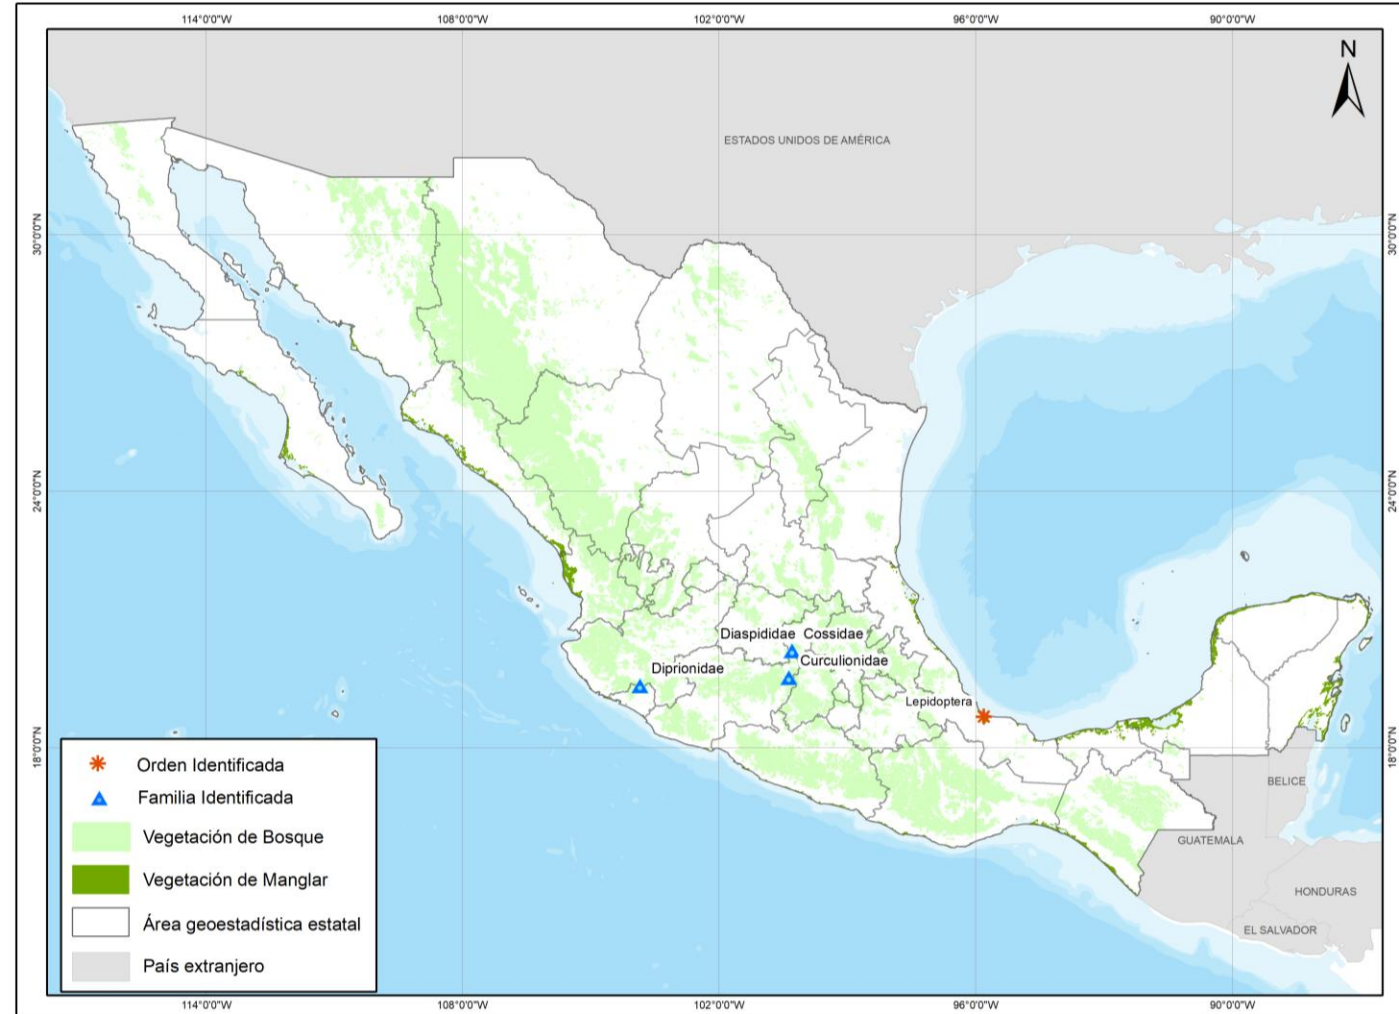 114°0'0"W 108°0'0"W 102°0'0"W 96°0'0"W 90°0'0"W
N
ESTADOS UNIDOS DE AMÉRICA
30°0'0"N 30°0'0"N
24°0'0"N 24°0'0"N
Diaspididae Cossidae
Diprionidae Curculionidae
Lepidoptera
18°0'0"N 18°0'0"N
BELICE
GUATEMALA
HONDURAS
EL SALVADOR
Orden Identificada
Familia Identificada
Vegetación de Bosque
Vegetación de Manglar
Área geoestadística estatal
País extranjero
114°0'0"W 108°0'0"W 102°0'0"W 96°0'0"W 90°0'0"W